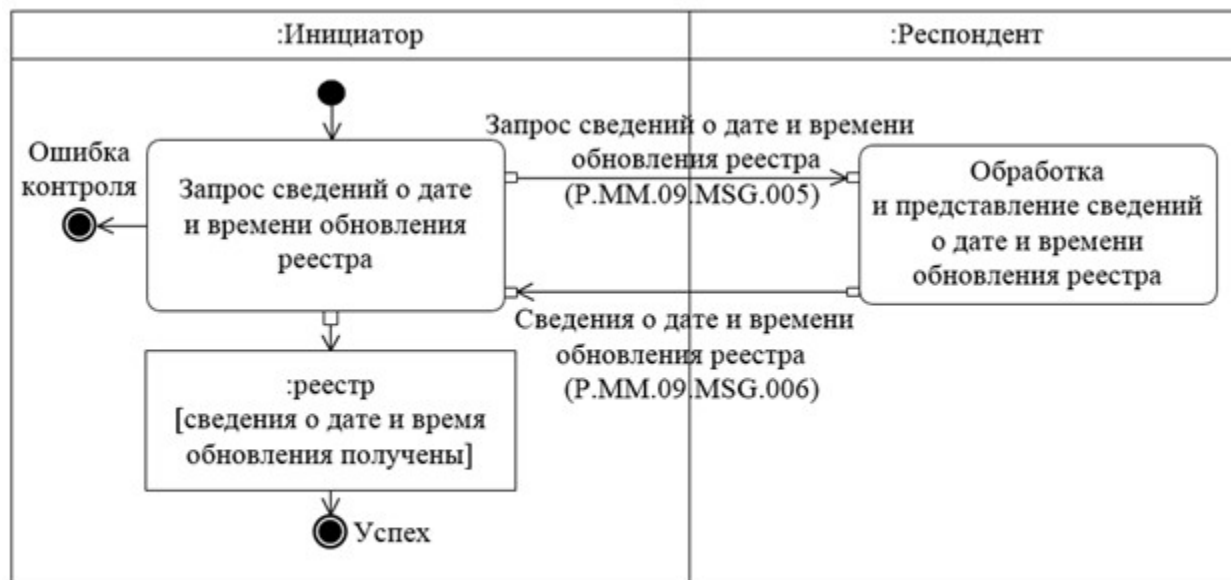 :Инициатор
:Респондент
Ошибка
контроля
Запрос сведений о дате
и времени обновления
реестра
Запрос сведений о дате и времени
обновления реестра
(P.MM.09.MSG.005)
Обработка
и представление сведений
о дате и времени
обновления реестра
Сведения о дате и времени
обновления реестра
(P.MM.09.MSG.006)
:реестр
[сведения о дате и время
обновления получены]
Успех